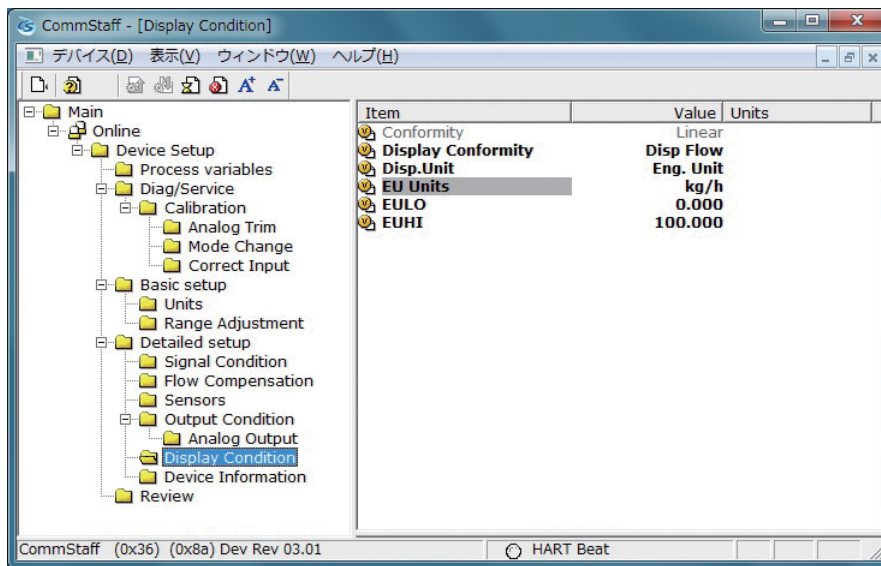 CommStaff - [Display Condition]
デバイス(D) 表示(V) ウィンドウ(W) ヘルプ(H)
Main
Online
Device Setup
Process variables
Diag/Service
Calibration
Analog Trim
Mode Change
Correct Input
Basic setup
Units
Range Adjustment
Detailed setup
Signal Condition
Flow Compensation
Sensors
Output Condition
Analog Output
Display Condition
Device Information
Review
Item Value Units
Conformity Linear
Display Conformity Disp Flow
Disp.Unit Eng. Unit
EU Units kg/h
EULO 0.000
EUHI 100.000
CommStaff (0x36) (0x8a) Dev Rev 03.01 HART Beat